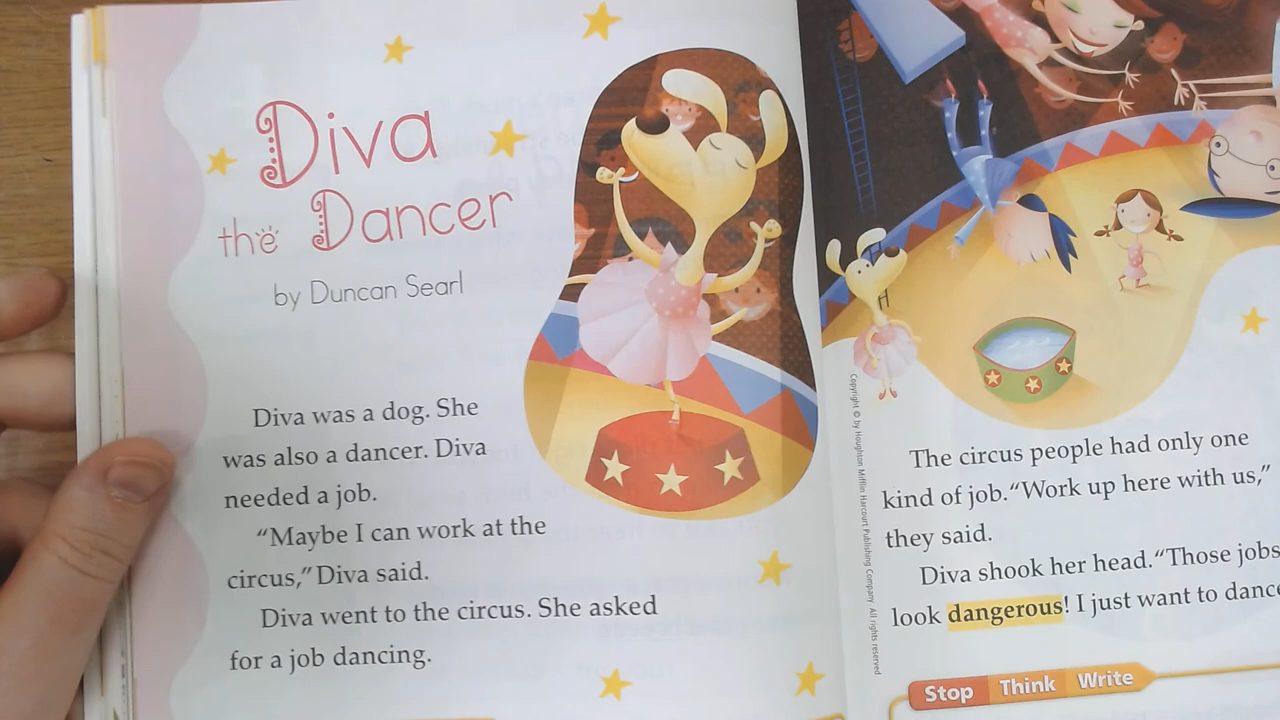 Diva
the Dancer
by Duncan Searl
Diva was a dog. She
was also a dancer. Diva
needed a job.
“Maybe I can work at the
circus,” Diva said.
Diva went to the circus. She asked
for a job dancing.
Copyright © by Houghton Mifflin Harcourt Publishing Company. All rights reserved
The circus people had only one
kind of job. “Work up here with us,”
they said.
Diva shook her head. “Those jobs
look dangerous! I just want to dance
Stop Think Write